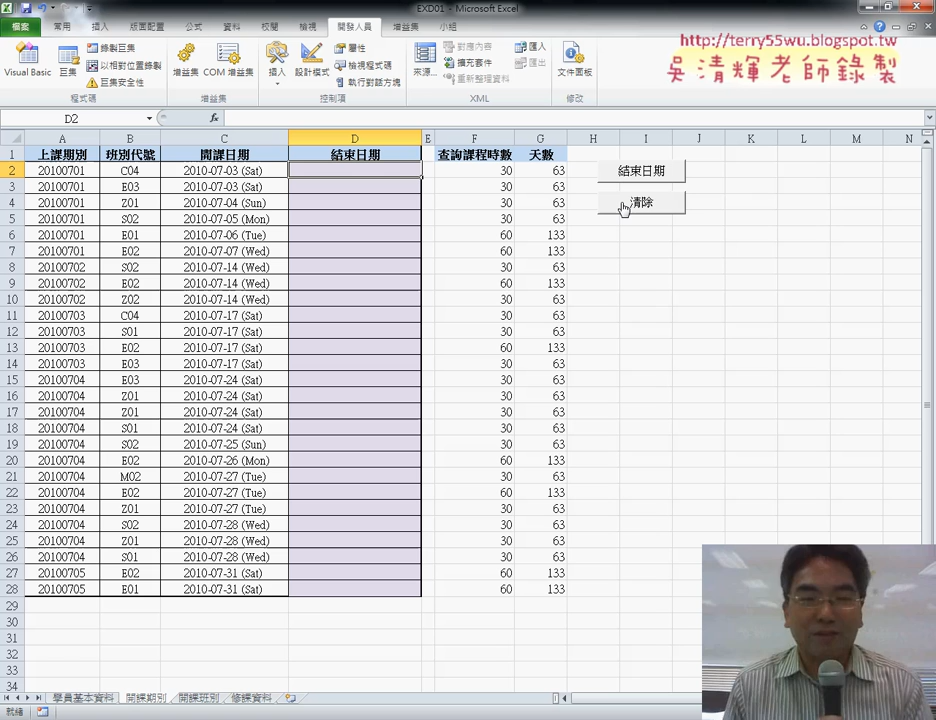 EXD01 - Microsoft Excel
檔案 常用 插入 版面配置 公式 資料 校閱 檢視 開發人員 增益集 小組
Visual Basic 巨集 錄製巨集 以相對位置錄製 巨集安全性 增益集 COM 增益集 插入 設計模式 屬性 檢視程式碼 執行對話方塊 來源... 對應內容 擴充套件 重新整理資料 匯入 匯出 文件面板
程式碼 增益集 控制項 XML 修改
http://terry55wu.blogspot.tw
吳清輝老師錄製
D2 fx
A B C D E F G H I J K L M N
1 上課期別 班別代號 開課日期 結束日期 查詢課程時數 天數
2 20100701 C04 2010-07-03 (Sat) 30 63 結束日期
3 20100701 E03 2010-07-03 (Sat) 30 63
4 20100701 Z01 2010-07-04 (Sun) 30 63 清除
5 20100701 S02 2010-07-05 (Mon) 30 63
6 20100701 E01 2010-07-06 (Tue) 60 133
7 20100701 E02 2010-07-07 (Wed) 60 133
8 20100702 S02 2010-07-14 (Wed) 30 63
9 20100702 E02 2010-07-14 (Wed) 60 133
10 20100702 Z02 2010-07-14 (Wed) 30 63
11 20100703 C04 2010-07-17 (Sat) 30 63
12 20100703 S01 2010-07-17 (Sat) 30 63
13 20100703 E02 2010-07-17 (Sat) 60 133
14 20100703 E03 2010-07-17 (Sat) 30 63
15 20100704 E03 2010-07-24 (Sat) 30 63
16 20100704 Z01 2010-07-24 (Sat) 30 63
17 20100704 Z01 2010-07-24 (Sat) 30 63
18 20100704 S01 2010-07-24 (Sat) 30 63
19 20100704 S02 2010-07-25 (Sun) 30 63
20 20100704 E02 2010-07-26 (Mon) 60 133
21 20100704 M02 2010-07-27 (Tue) 30 63
22 20100704 E02 2010-07-27 (Tue) 60 133
23 20100704 Z01 2010-07-27 (Tue) 30 63
24 20100704 S02 2010-07-28 (Wed) 30 63
25 20100704 Z01 2010-07-28 (Wed) 30 63
26 20100704 S01 2010-07-28 (Wed) 30 63
27 20100705 E02 2010-07-31 (Sat) 60 133
28 20100705 E01 2010-07-31 (Sat) 60 133
29
30
31
32
33
34
學員基本資料 開課期別 開課班別 修課資料
就緒